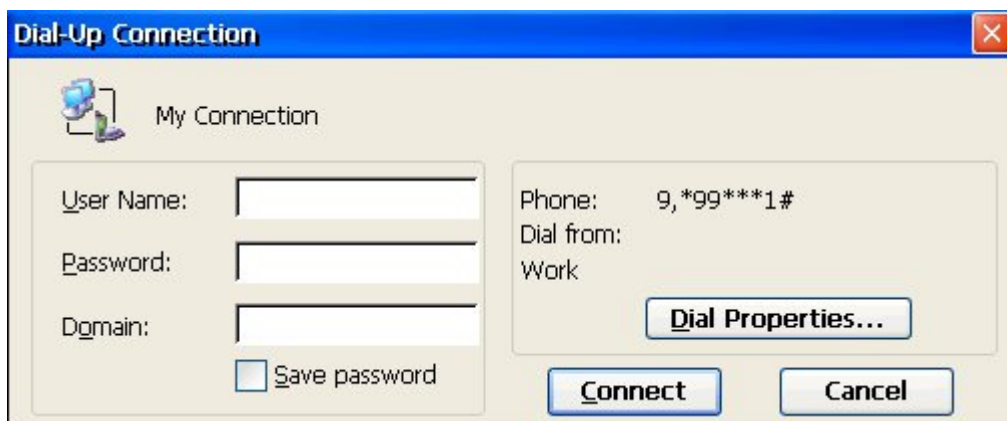 Dial-Up Connection
My Connection
User Name:
Password:
Domain:
Save password
Phone: 9,*99***1#
Dial from:
Work
Dial Properties...
Connect
Cancel